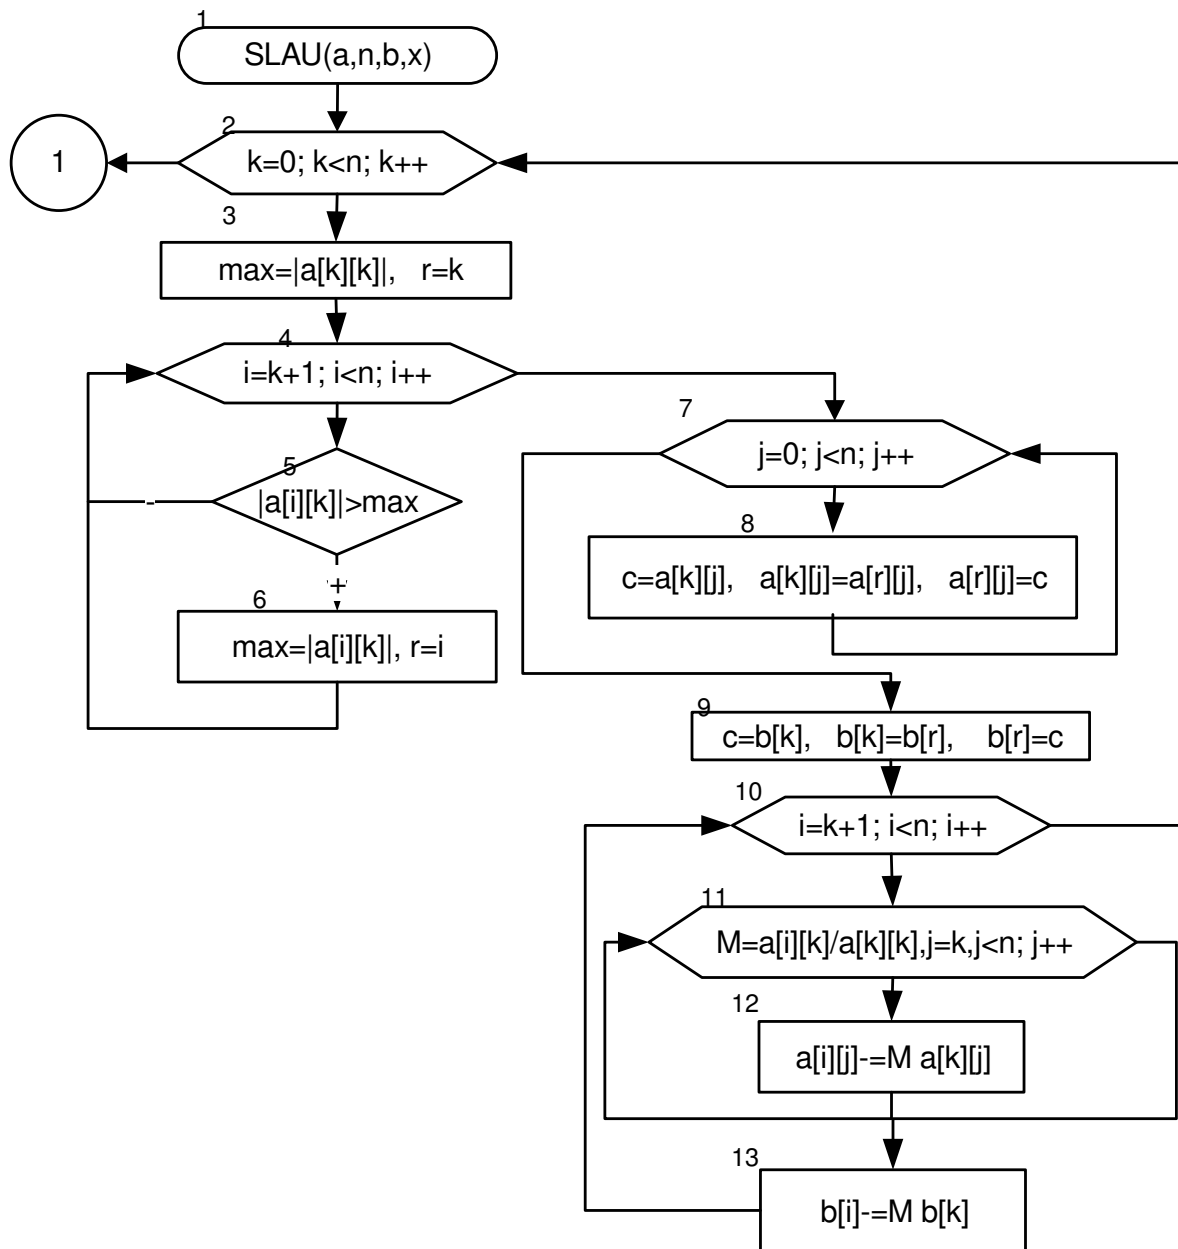 1
SLAU(a,n,b,x)
2
1
k=0; k<n; k++
3
max=|a[k][k]|, r=k
4
i=k+1; i<n; i++
7
j=0; j<n; j++
5
|a[i][k]|>max
-
8
c=a[k][j], a[k][j]=a[r][j], a[r][j]=c
+
6
max=|a[i][k]|, r=i
9
c=b[k], b[k]=b[r], b[r]=c
10
i=k+1; i<n; i++
11
M=a[i][k]/a[k][k],j=k,j<n; j++
12
a[i][j]-=M a[k][j]
13
b[i]-=M b[k]